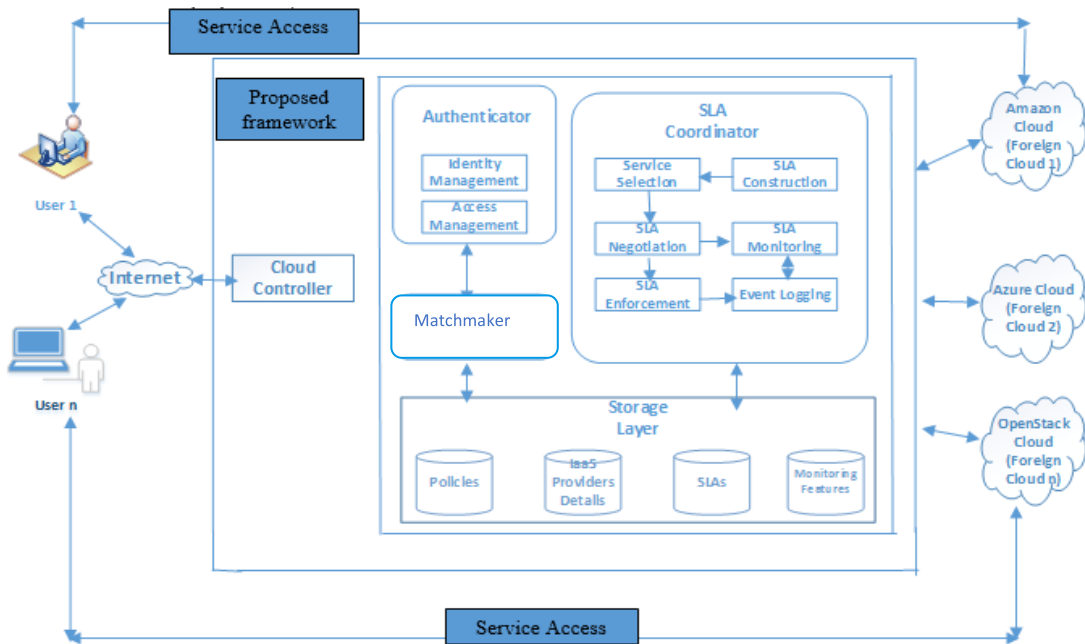 Service Access
Proposed
framework
Authenticator
Identity
Management
Access
Management
SLA
Coordinator
Service
Selection
SLA
Construction
SLA
Negotiation
SLA
Monitoring
SLA
Enforcement
Event Logging
Amazon
Cloud
(Foreign
Cloud 1)
User 1
Internet
Cloud
Controller
Matchmaker
Azure Cloud
(Foreign
Cloud 2)
User n
Storage
Layer
Policies
IaaS
Providers
Details
SLAs
Monitoring
Features
OpenStack
Cloud
(Foreign
Cloud n)
Service Access